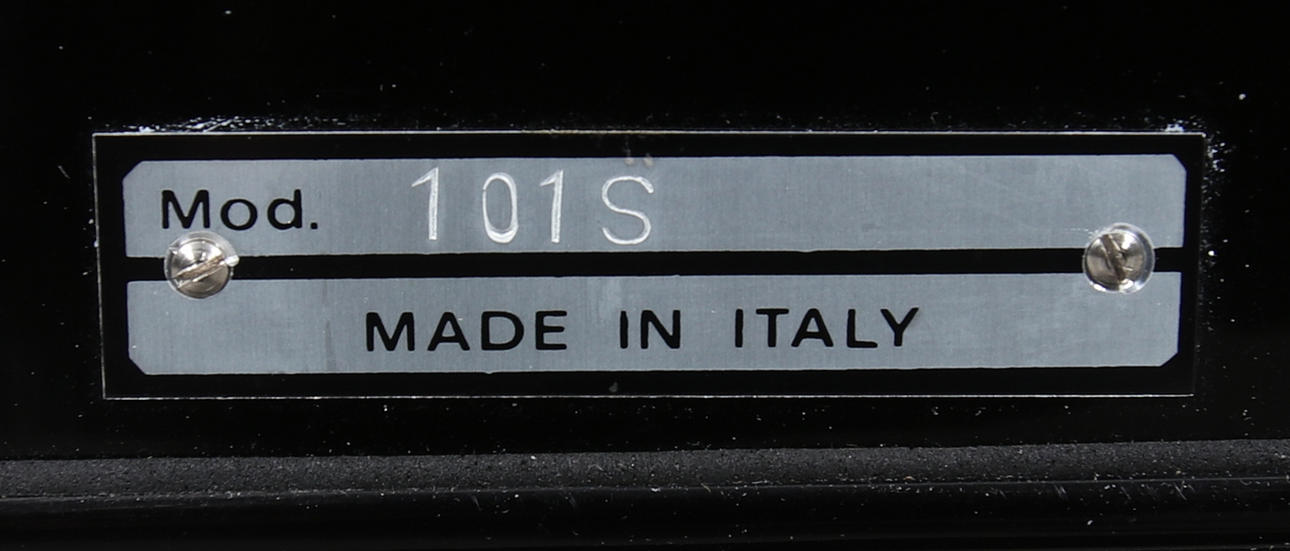 Mod. 101S
MADE IN ITALY